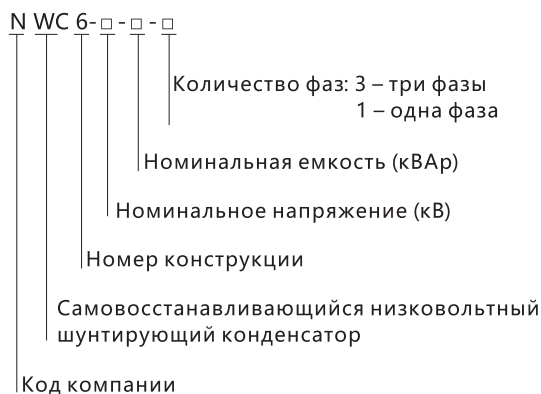 N WC 6-□-□-□
Количество фаз: 3 – три фазы
1 – одна фаза
Номинальная емкость (кВАр)
Номинальное напряжение (кВ)
Номер конструкции
Самовосстанавливающийся низковольтный
шунтирующий конденсатор
Код компании